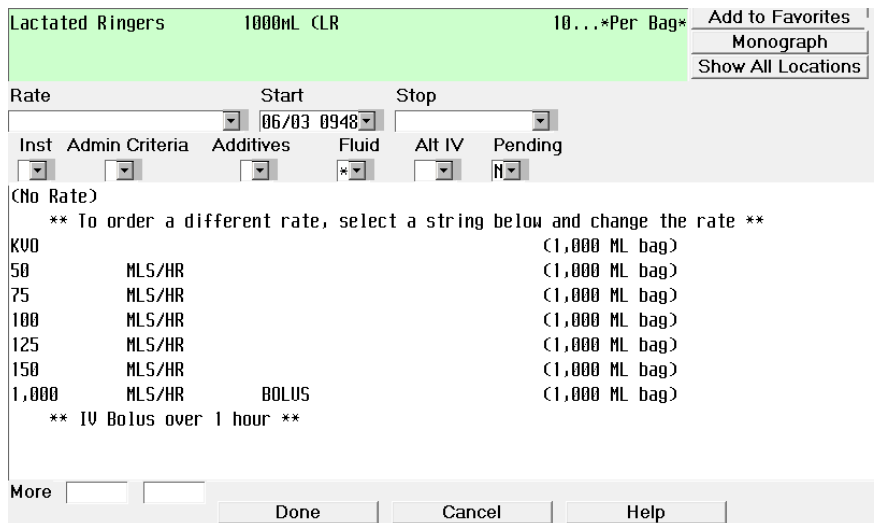 Lactated Ringers 1000mL (LR 10...*Per Bag*
Add to Favorites
Monograph
Show All Locations
Rate Start Stop
06/03 0948
Inst Admin Criteria Additives Fluid Alt IV Pending
* N
(No Rate)
** To order a different rate, select a string below and change the rate **
KVO (1,000 ML bag)
50 MLS/HR (1,000 ML bag)
75 MLS/HR (1,000 ML bag)
100 MLS/HR (1,000 ML bag)
125 MLS/HR (1,000 ML bag)
150 MLS/HR (1,000 ML bag)
1,000 MLS/HR BOLUS (1,000 ML bag)
** IV Bolus over 1 hour **
More
Done Cancel Help